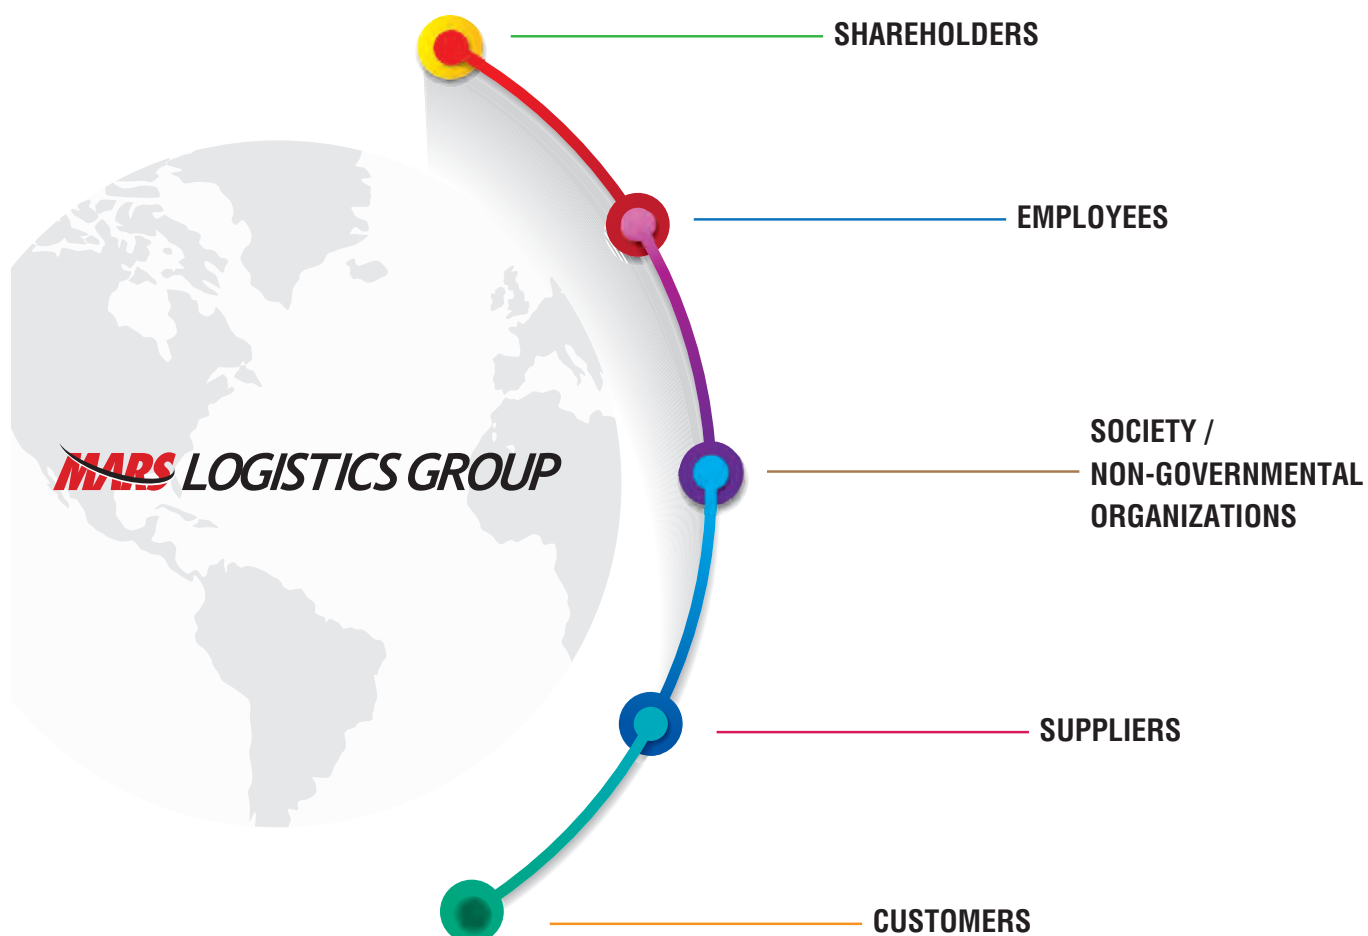 SHAREHOLDERS
EMPLOYEES
SOCIETY /
NON-GOVERNMENTAL
ORGANIZATIONS
MARS LOGISTICS GROUP
SUPPLIERS
CUSTOMERS